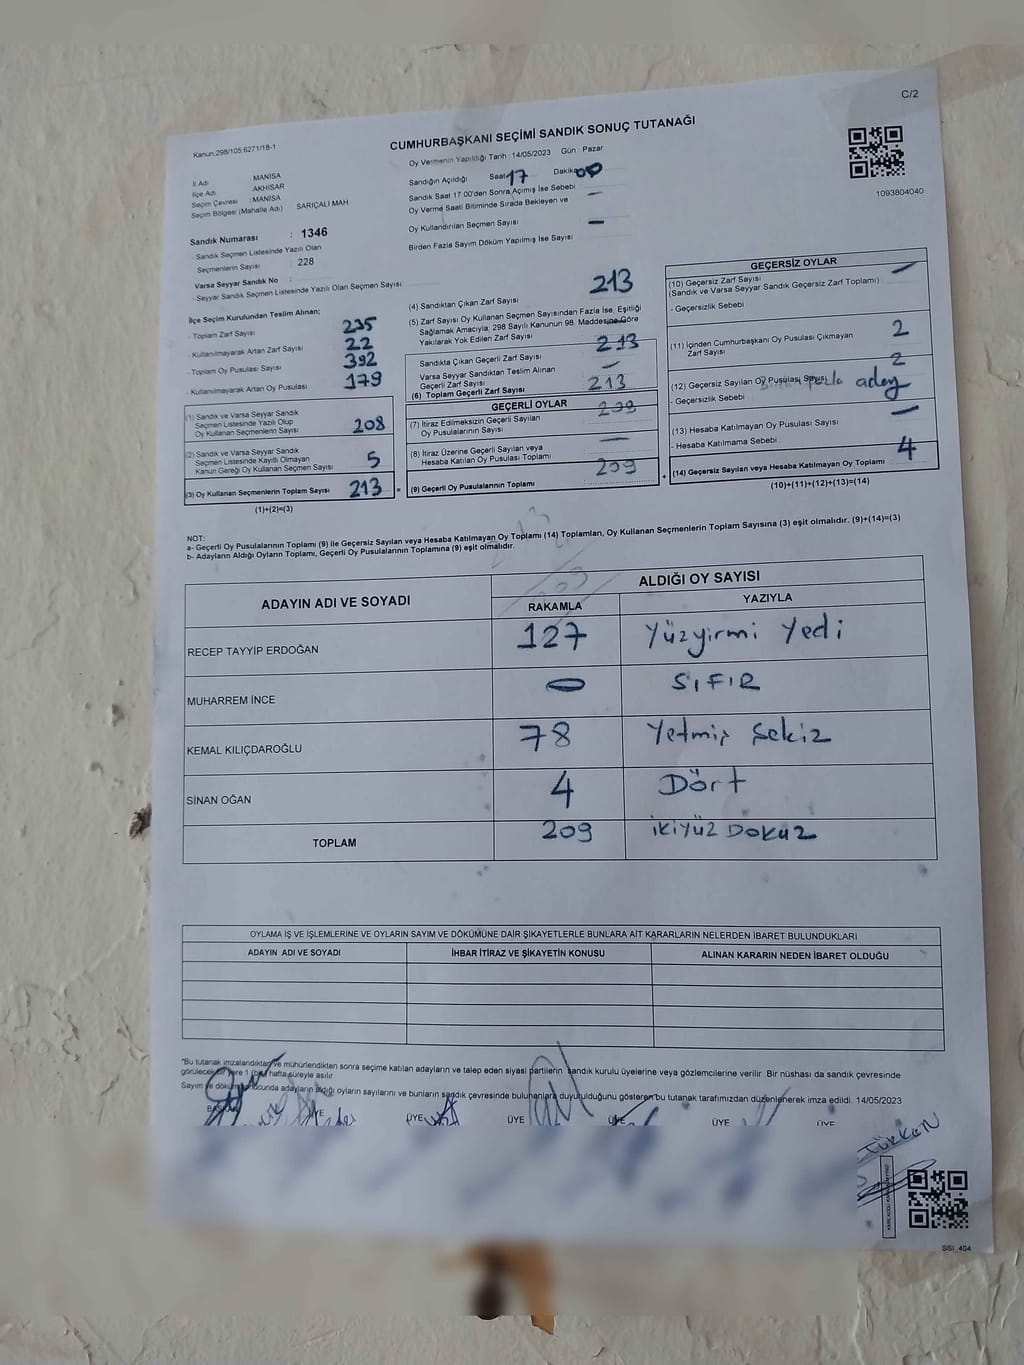 C/2
Kanun:298/105,6271/18-1
CUMHURBAŞKANI SEÇİMİ SANDIK SONUÇ TUTANAĞI
Oy Vermenin Yapıldığı Tarih :14/05/2023 Gün : Pazar
1093804040
İl Adı : MANİSA
İlçe Adı : AKHİSAR
Seçim Çevresi : MANİSA
Seçim Bölgesi (Mahalle Adı) SARIÇALI MAH
Sandık Numarası : 1346
- Sandık Seçmen Listesinde Yazılı Olan
Seçmenlerin Sayısı : 228
Varsa Seyyar Sandık No :
- Seyyar Sandık Seçmen Listesinde Yazılı Olan Seçmen Sayısı :
Sandığın Açıldığı Saat 17 Dakika 00
Sandık Saat 17:00'den Sonra Açımış İse Sebebi —
Oy Verme Saati Bitiminde Sırada Bekleyen ve
Oy Kullandırılan Seçmen Sayısı —
Birden Fazla Sayım Döküm Yapılmış İse Sayısı
İlçe Seçim Kurulundan Teslim Alınan;
- Toplam Zarf Sayısı 235
- Kullanılmayarak Artan Zarf Sayısı 22
- Toplam Oy Pusulası Sayısı 392
- Kullanılmayarak Artan Oy Pusulası 179
(1) Sandık ve Varsa Seyyar Sandık
Seçmen Listesinde Yazılı Olup
Oy Kullanan Seçmenlerin Sayısı 208
(2) Sandık ve Varsa Seyyar Sandık
Seçmen Listesinde Kayıtlı Olmayan
Kanun Gereği Oy Kullanan Seçmen Sayısı 5
(3) Oy Kullanan Seçmenlerin Toplam Sayısı 213 =
(1)+(2)=(3)
(4) Sandıktan Çıkan Zarf Sayısı 213
(5) Zarf Sayısı Oy Kullanan Seçmen Sayısından Fazla İse, Eşitliği
Sağlamak Amacıyla, 298 Sayılı Kanunun 98. Maddesine Göre
Yakılarak Yok Edilen Zarf Sayısı
Sandıkta Çıkan Geçerli Zarf Sayısı 213
Varsa Seyyar Sandıktan Teslim Alınan
Geçerli Zarf Sayısı —
(6) Toplam Geçerli Zarf Sayısı 213
GEÇERLİ OYLAR
(7) İtiraz Edilmeksizin Geçerli Sayılan
Oy Pusulalarının Sayısı 209
(8) İtiraz Üzerine Geçerli Sayılan veya
Hesaba Katılan Oy Pusulası Toplamı —
(9) Geçerli Oy Pusulalarının Toplamı 209 +
GEÇERSİZ OYLAR
(10) Geçersiz Zarf Sayısı —
(Sandık ve Varsa Seyyar Sandık Geçersiz Zarf Toplamı)
- Geçersizlik Sebebi
(11) İçinden Cumhurbaşkanı Oy Pusulası Çıkmayan
Zarf Sayısı 2
(12) Geçersiz Sayılan Oy Pusulası Sayısı 2
- Geçersizlik Sebebi fazla aday
(13) Hesaba Katılmayan Oy Pusulası Sayısı —
- Hesaba Katılmama Sebebi :
(14) Geçersiz Sayılan veya Hesaba Katılmayan Oy Toplamı 4
(10)+(11)+(12)+(13)=(14)
NOT:
a- Geçerli Oy Pusulalarının Toplamı (9) ile Geçersiz Sayılan veya Hesaba Katılmayan Oy Toplamı (14) Toplamları, Oy Kullanan Seçmenlerin Toplam Sayısına (3) eşit olmalıdır. (9)+(14)=(3)
b- Adayların Aldığı Oyların Toplamı, Geçerli Oy Pusulalarının Toplamına (9) eşit olmalıdır.
ADAYIN ADI VE SOYADI ALDIĞI OY SAYISI
RAKAMLA YAZIYLA
RECEP TAYYİP ERDOĞAN 127 Yüzyirmi Yedi
MUHARREM İNCE 0 SIFIR
KEMAL KILIÇDAROĞLU 78 Yetmiş Sekiz
SİNAN OĞAN 4 Dört
TOPLAM 209 İKİYÜZ DOKUZ
OYLAMA İŞ VE İŞLEMLERİNE VE OYLARIN SAYIM VE DÖKÜMÜNE DAİR ŞİKAYETLERLE BUNLARA AİT KARARLARIN NELERDEN İBARET BULUNDUKLARI
ADAYIN ADI VE SOYADI İHBAR İTİRAZ VE ŞİKAYETİN KONUSU ALINAN KARARIN NEDEN İBARET OLDUĞU
*Bu tutanak imzalandıktan ve mühürlendikten sonra seçime katılan adayların ve talep eden siyasi partilerin sandık kurulu üyelerine veya gözlemcilerine verilir. Bir nüshası da sandık çevresinde
görülecek bir yere 1 (bir) hafta süreyle asılır.
Sayım ve döküm sonucunda adayların aldığı oyların sayılarını ve bunların sandık çevresinde bulunanlara duyurulduğunu gösteren bu tutanak tarafımızdan düzenlenerek imza edildi. 14/05/2023
BAŞKAN ÜYE ÜYE ÜYE ÜYE ÜYE ÜYE
TÜRKEN
SSI_404